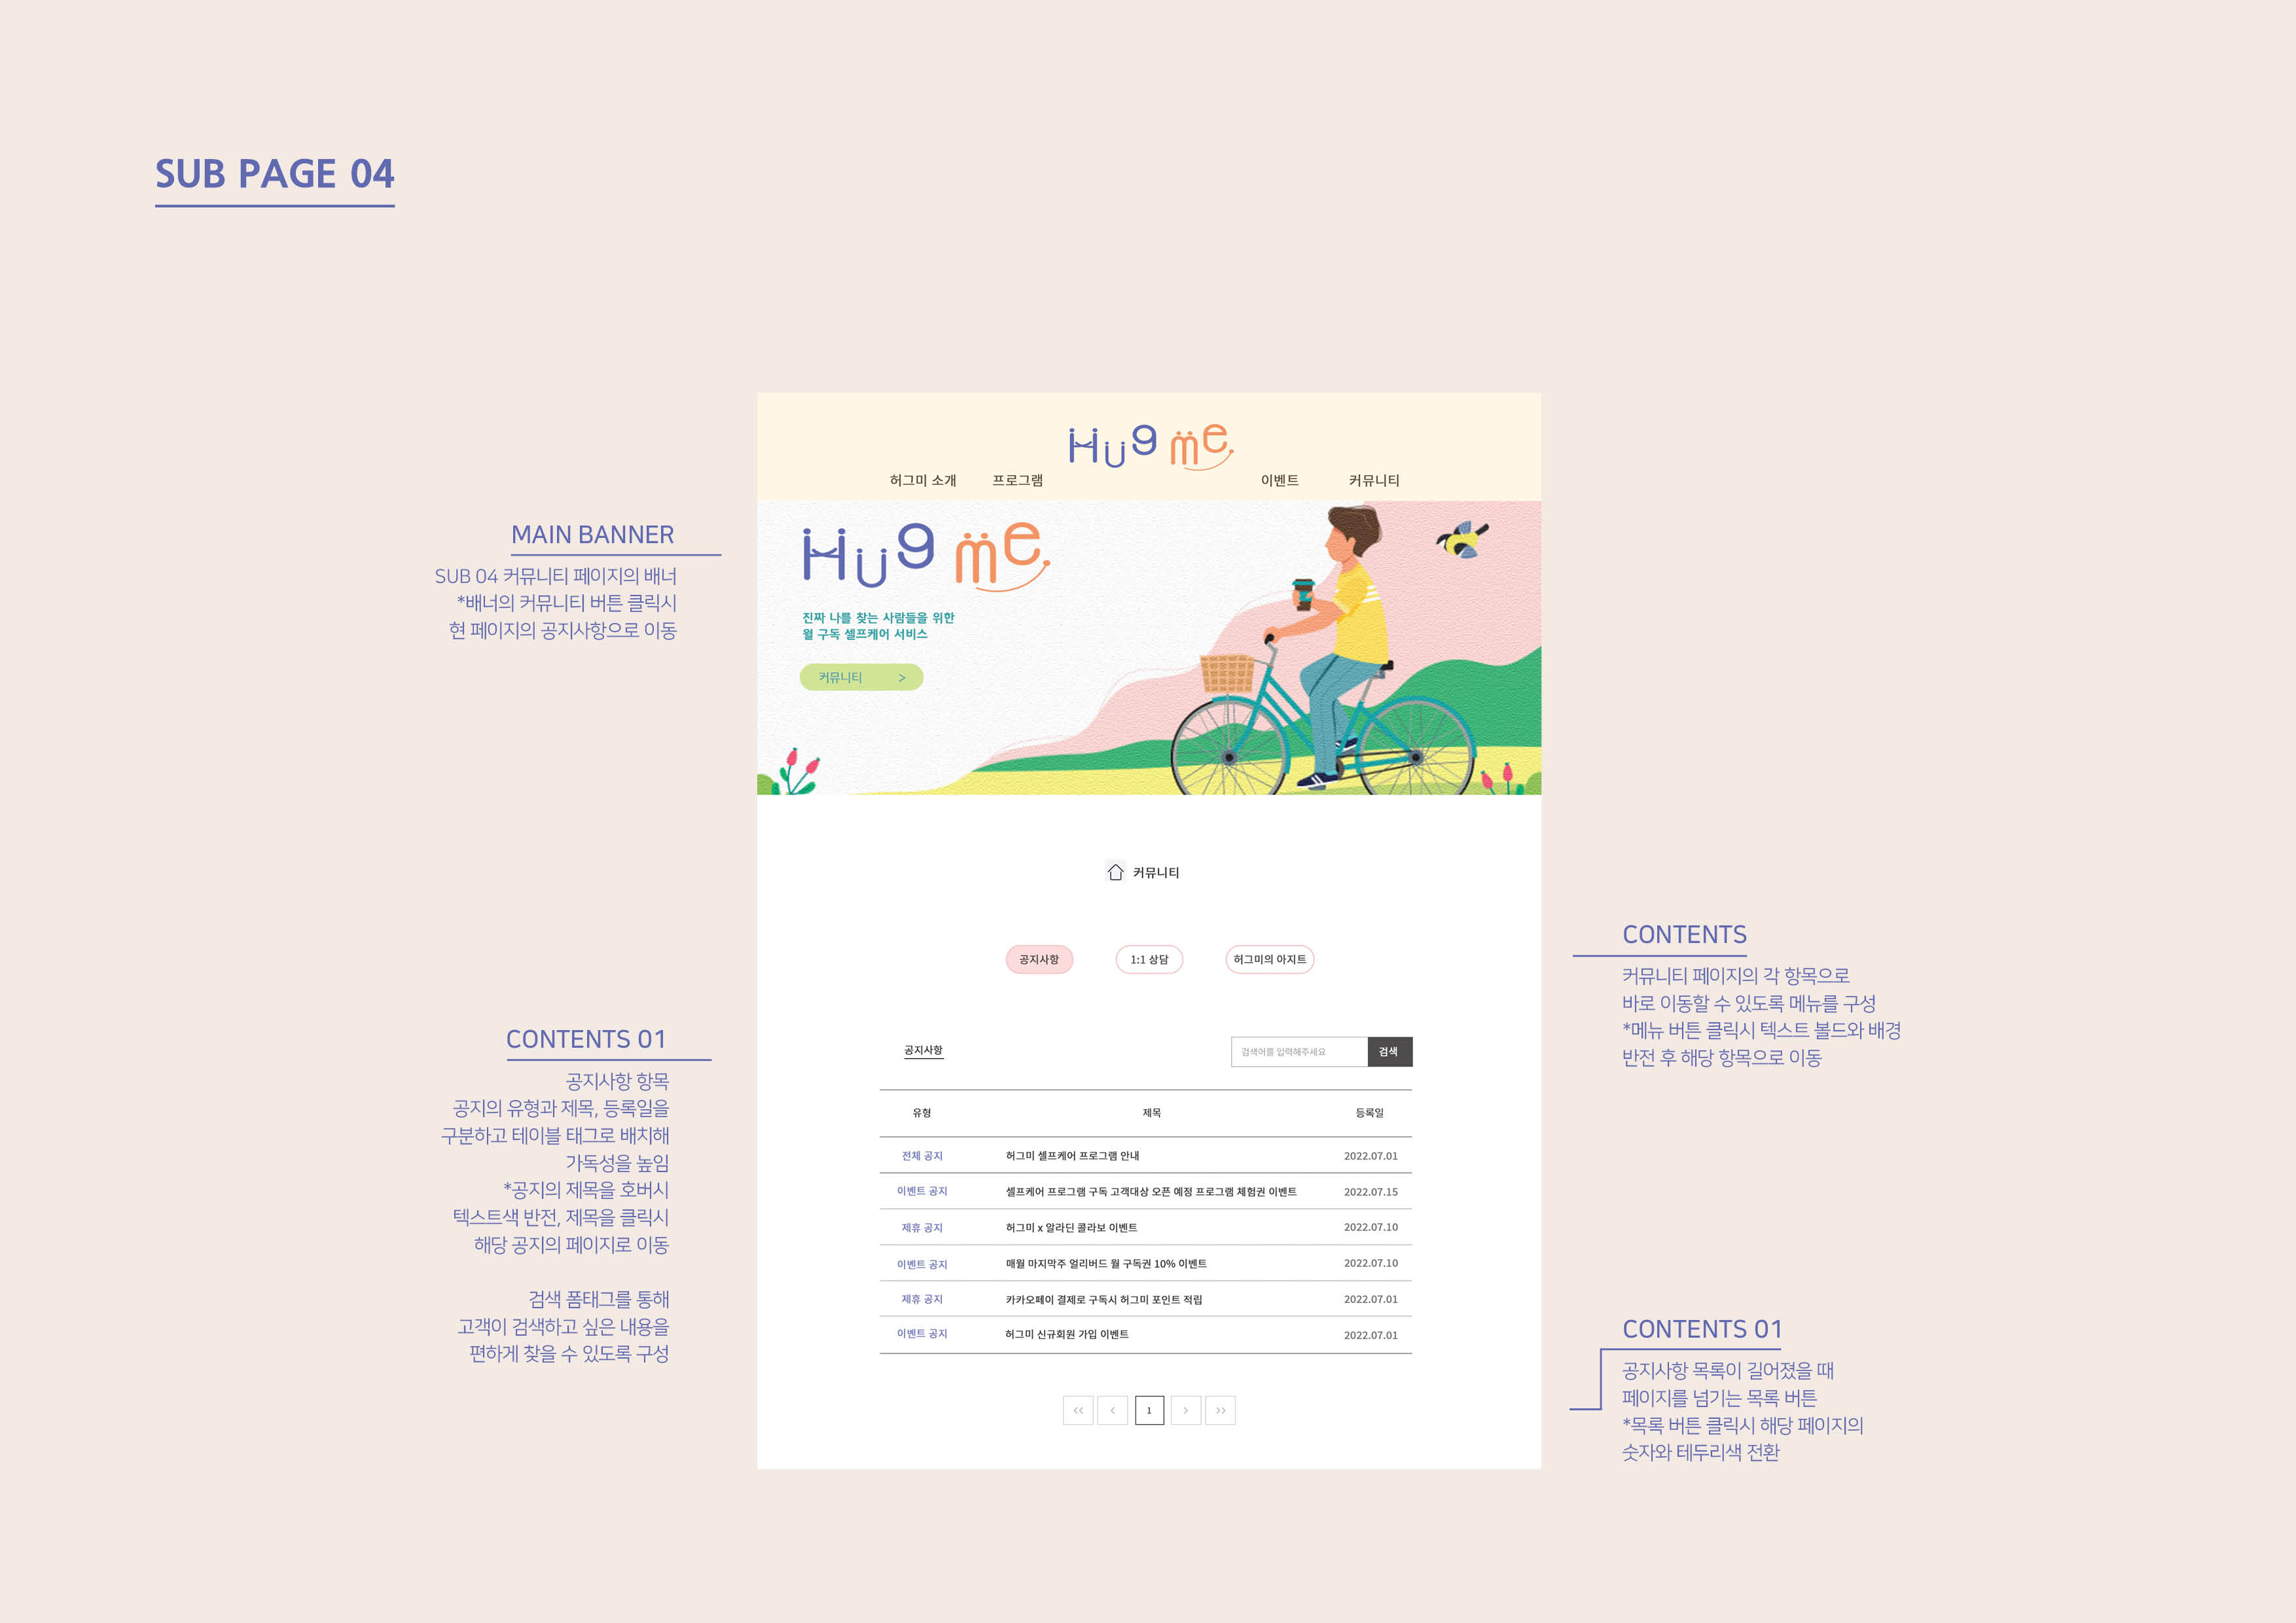 SUB PAGE 04
MAIN BANNER
SUB 04 커뮤니티 페이지의 배너
*배너의 커뮤니티 버튼 클릭시
현 페이지의 공지사항으로 이동
CONTENTS 01
공지사항 항목
공지의 유형과 제목, 등록일을
구분하고 테이블 태그로 배치해
가독성을 높임
*공지의 제목을 호버시
텍스트색 반전, 제목을 클릭시
해당 공지의 페이지로 이동
검색 폼태그를 통해
고객이 검색하고 싶은 내용을
편하게 찾을 수 있도록 구성
Hug me
허그미 소개 프로그램 이벤트 커뮤니티
Hug me
진짜 나를 찾는 사람들을 위한
월 구독 셀프케어 서비스
커뮤니티 >
커뮤니티
공지사항 1:1 상담 허그미의 아지트
공지사항 검색어를 입력해주세요 검색
유형 제목 등록일
전체 공지 허그미 셀프케어 프로그램 안내 2022.07.01
이벤트 공지 셀프케어 프로그램 구독 고객대상 오픈 예정 프로그램 체험권 이벤트 2022.07.15
제휴 공지 허그미 x 알라딘 콜라보 이벤트 2022.07.10
이벤트 공지 매월 마지막주 얼리버드 월 구독권 10% 이벤트 2022.07.10
제휴 공지 카카오페이 결제로 구독시 허그미 포인트 적립 2022.07.01
이벤트 공지 허그미 신규회원 가입 이벤트 2022.07.01
<< < 1 > >>
CONTENTS
커뮤니티 페이지의 각 항목으로
바로 이동할 수 있도록 메뉴를 구성
*메뉴 버튼 클릭시 텍스트 볼드와 배경
반전 후 해당 항목으로 이동
CONTENTS 01
공지사항 목록이 길어졌을 때
페이지를 넘기는 목록 버튼
*목록 버튼 클릭시 해당 페이지의
숫자와 테두리색 전환